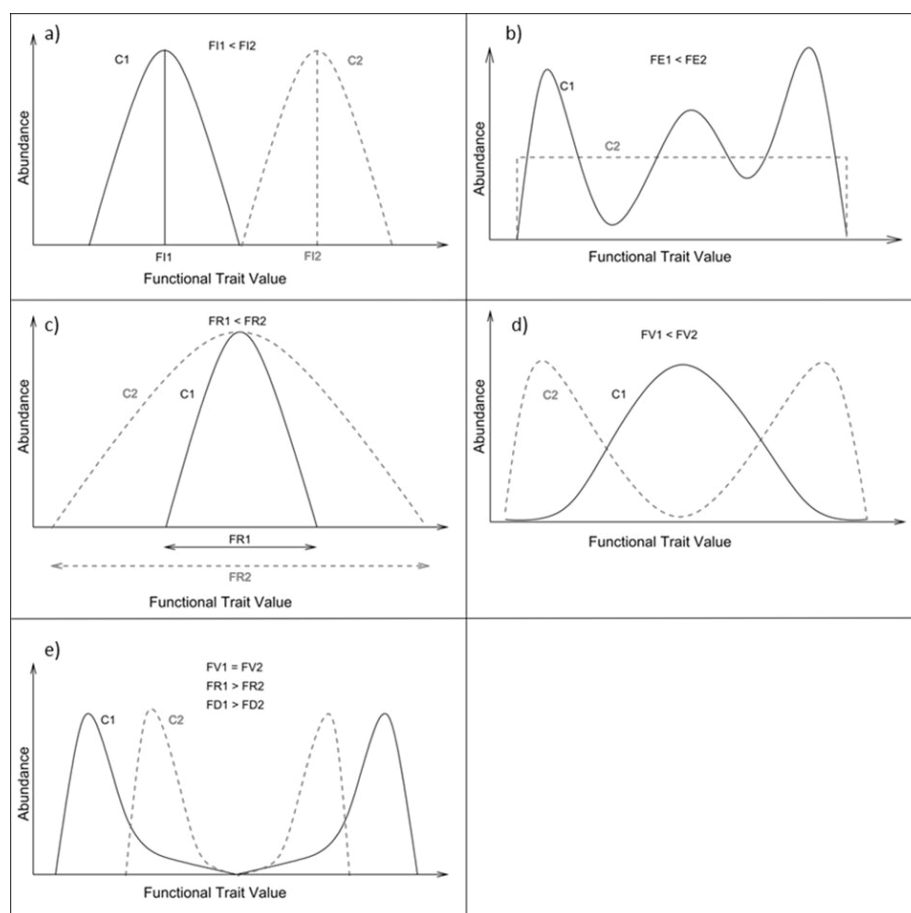 a)
FI1 < FI2
C1
C2
Abundance
FI1
FI2
Functional Trait Value
b)
FE1 < FE2
C1
C2
Abundance
Functional Trait Value
c)
FR1 < FR2
C2
C1
Abundance
FR1
FR2
Functional Trait Value
d)
FV1 < FV2
C2
C1
Abundance
Functional Trait Value
e)
FV1 = FV2
FR1 > FR2
FD1 > FD2
C1
C2
Abundance
Functional Trait Value